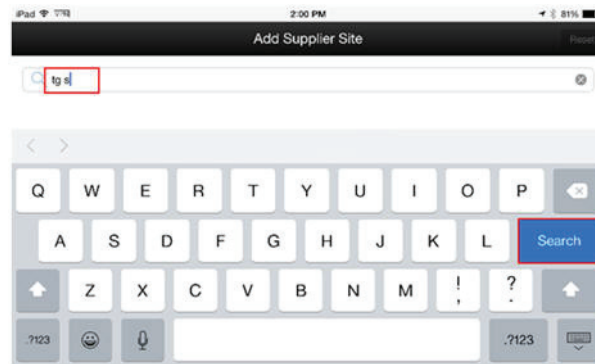 iPad 2:00 PM 81%
Add Supplier Site Reset
tg s
Q W E R T Y U I O P
A S D F G H J K L Search
Z X C V B N M ! , ? .
.?123 .?123